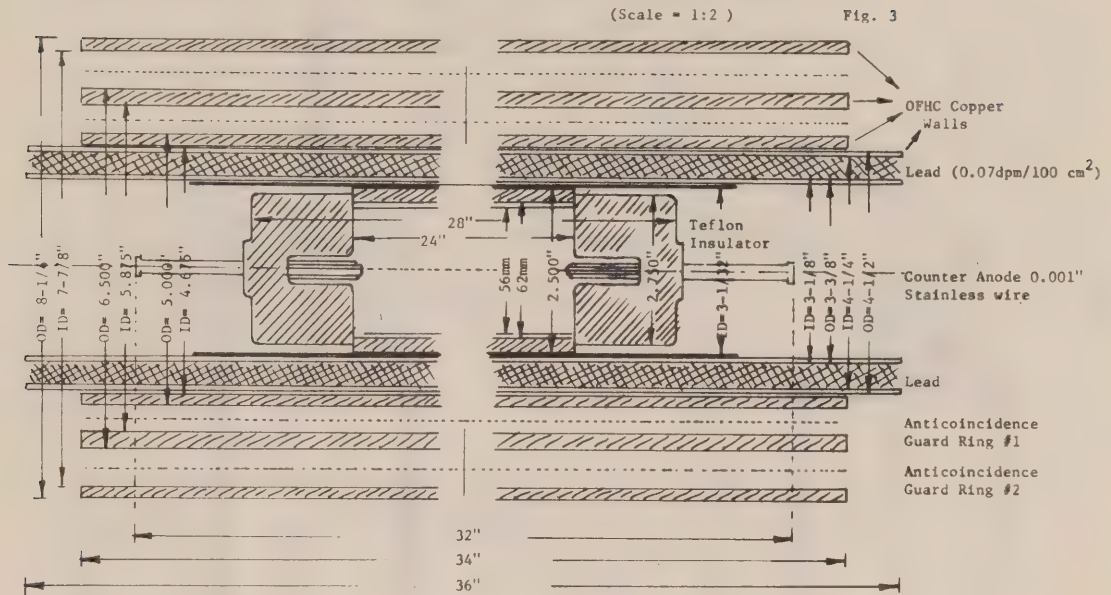 (Scale = 1:2 )
Fig. 3
OFHC Copper
Walls
Lead (0.07dpm/100 cm²)
28"
24"
Teflon
Insulator
OD= 8-1/4"
ID= 7-7/8"
OD= 6.500"
ID= 5.875"
OD= 5.000"
ID= 4.675"
56mm
62mm
2.500"
2.750"
ID=3-1/32"
ID=3-1/8"
OD=3-3/8"
ID=4-1/4"
OD=4-1/2"
Counter Anode 0.001"
Stainless wire
Lead
Anticoincidence
Guard Ring #1
Anticoincidence
Guard Ring #2
32"
34"
36"